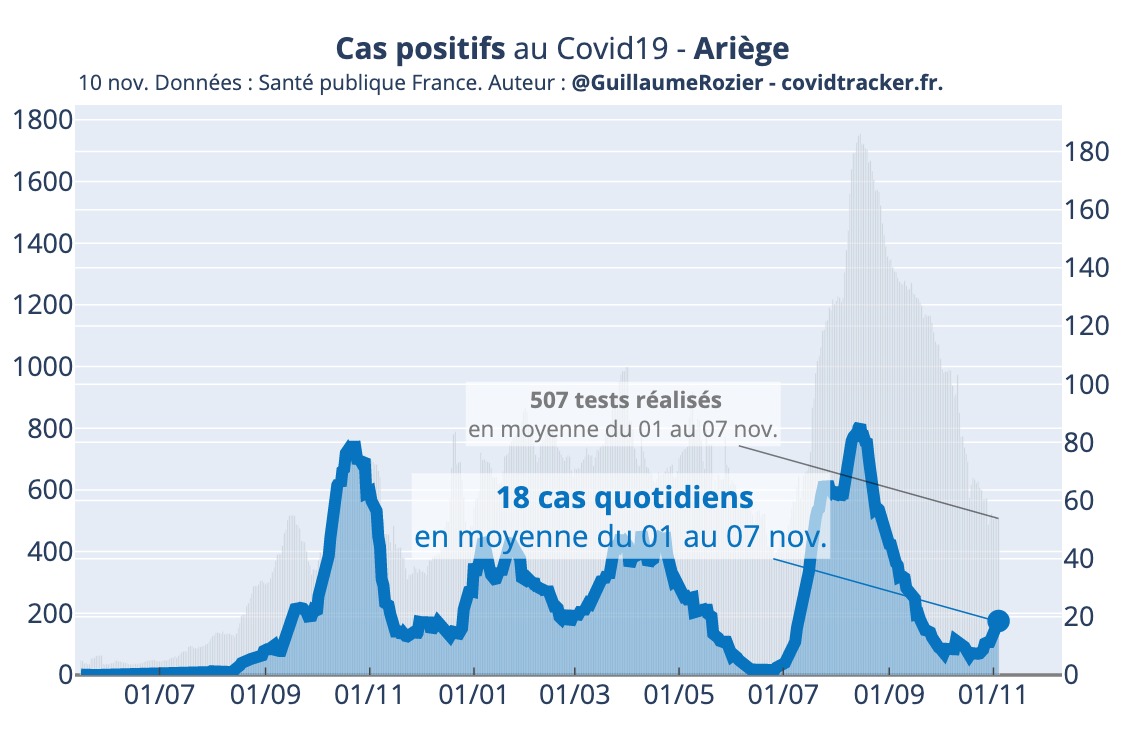 Cas positifs au Covid19 - Ariège
10 nov. Données : Santé publique France. Auteur : @GuillaumeRozier - covidtracker.fr.
1800
1600
1400
1200
1000
800
600
400
200
0
180
160
140
120
100
80
60
40
20
0
507 tests réalisés
en moyenne du 01 au 07 nov.
18 cas quotidiens
en moyenne du 01 au 07 nov.
01/07 01/09 01/11 01/01 01/03 01/05 01/07 01/09 01/11